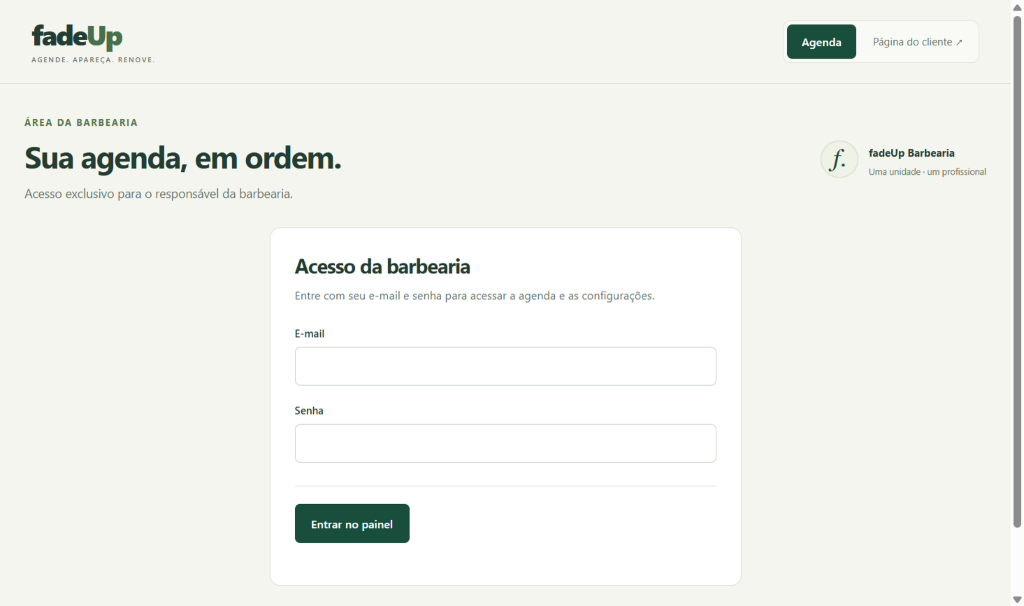 fadeUp
AGENDE. APAREÇA. RENOVE.
Agenda
Página do cliente ↗
ÁREA DA BARBEARIA
Sua agenda, em ordem.
Acesso exclusivo para o responsável da barbearia.
f.
fadeUp Barbearia
Uma unidade · um profissional
Acesso da barbearia
Entre com seu e-mail e senha para acessar a agenda e as configurações.
E-mail
Senha
Entrar no painel